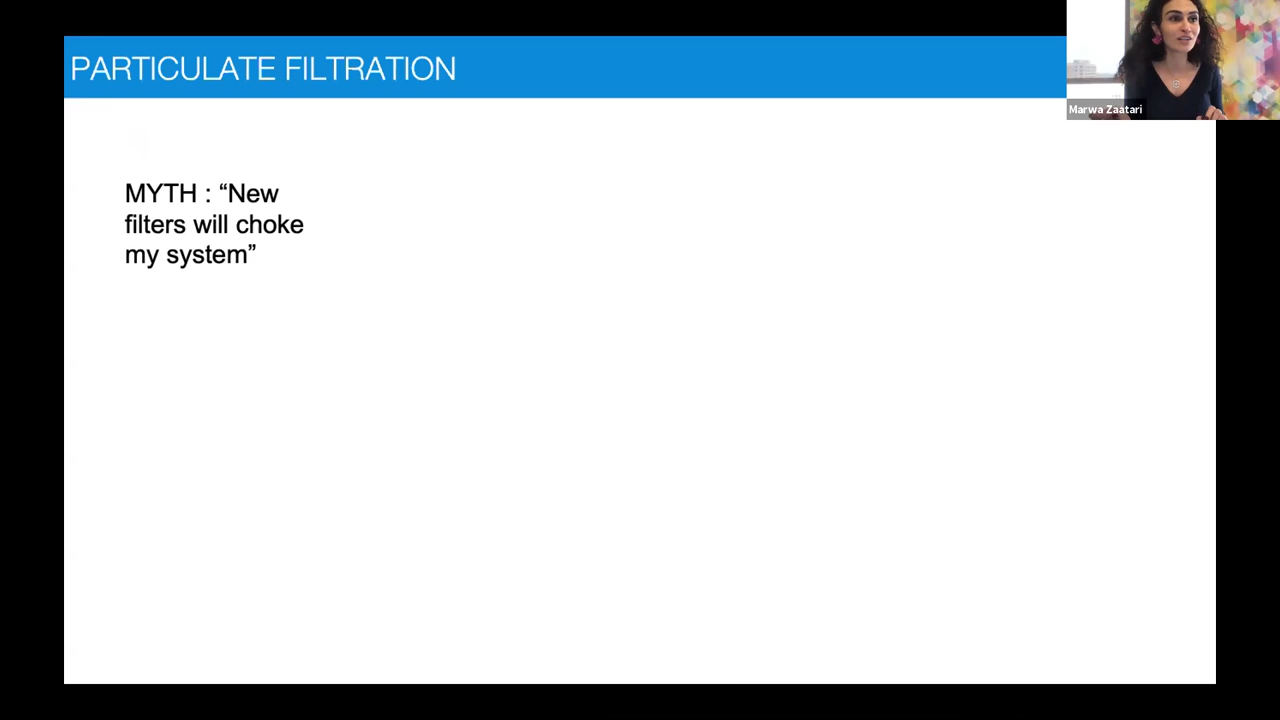 PARTICULATE FILTRATION
Marwa Zaatari
MYTH : “New
filters will choke
my system”